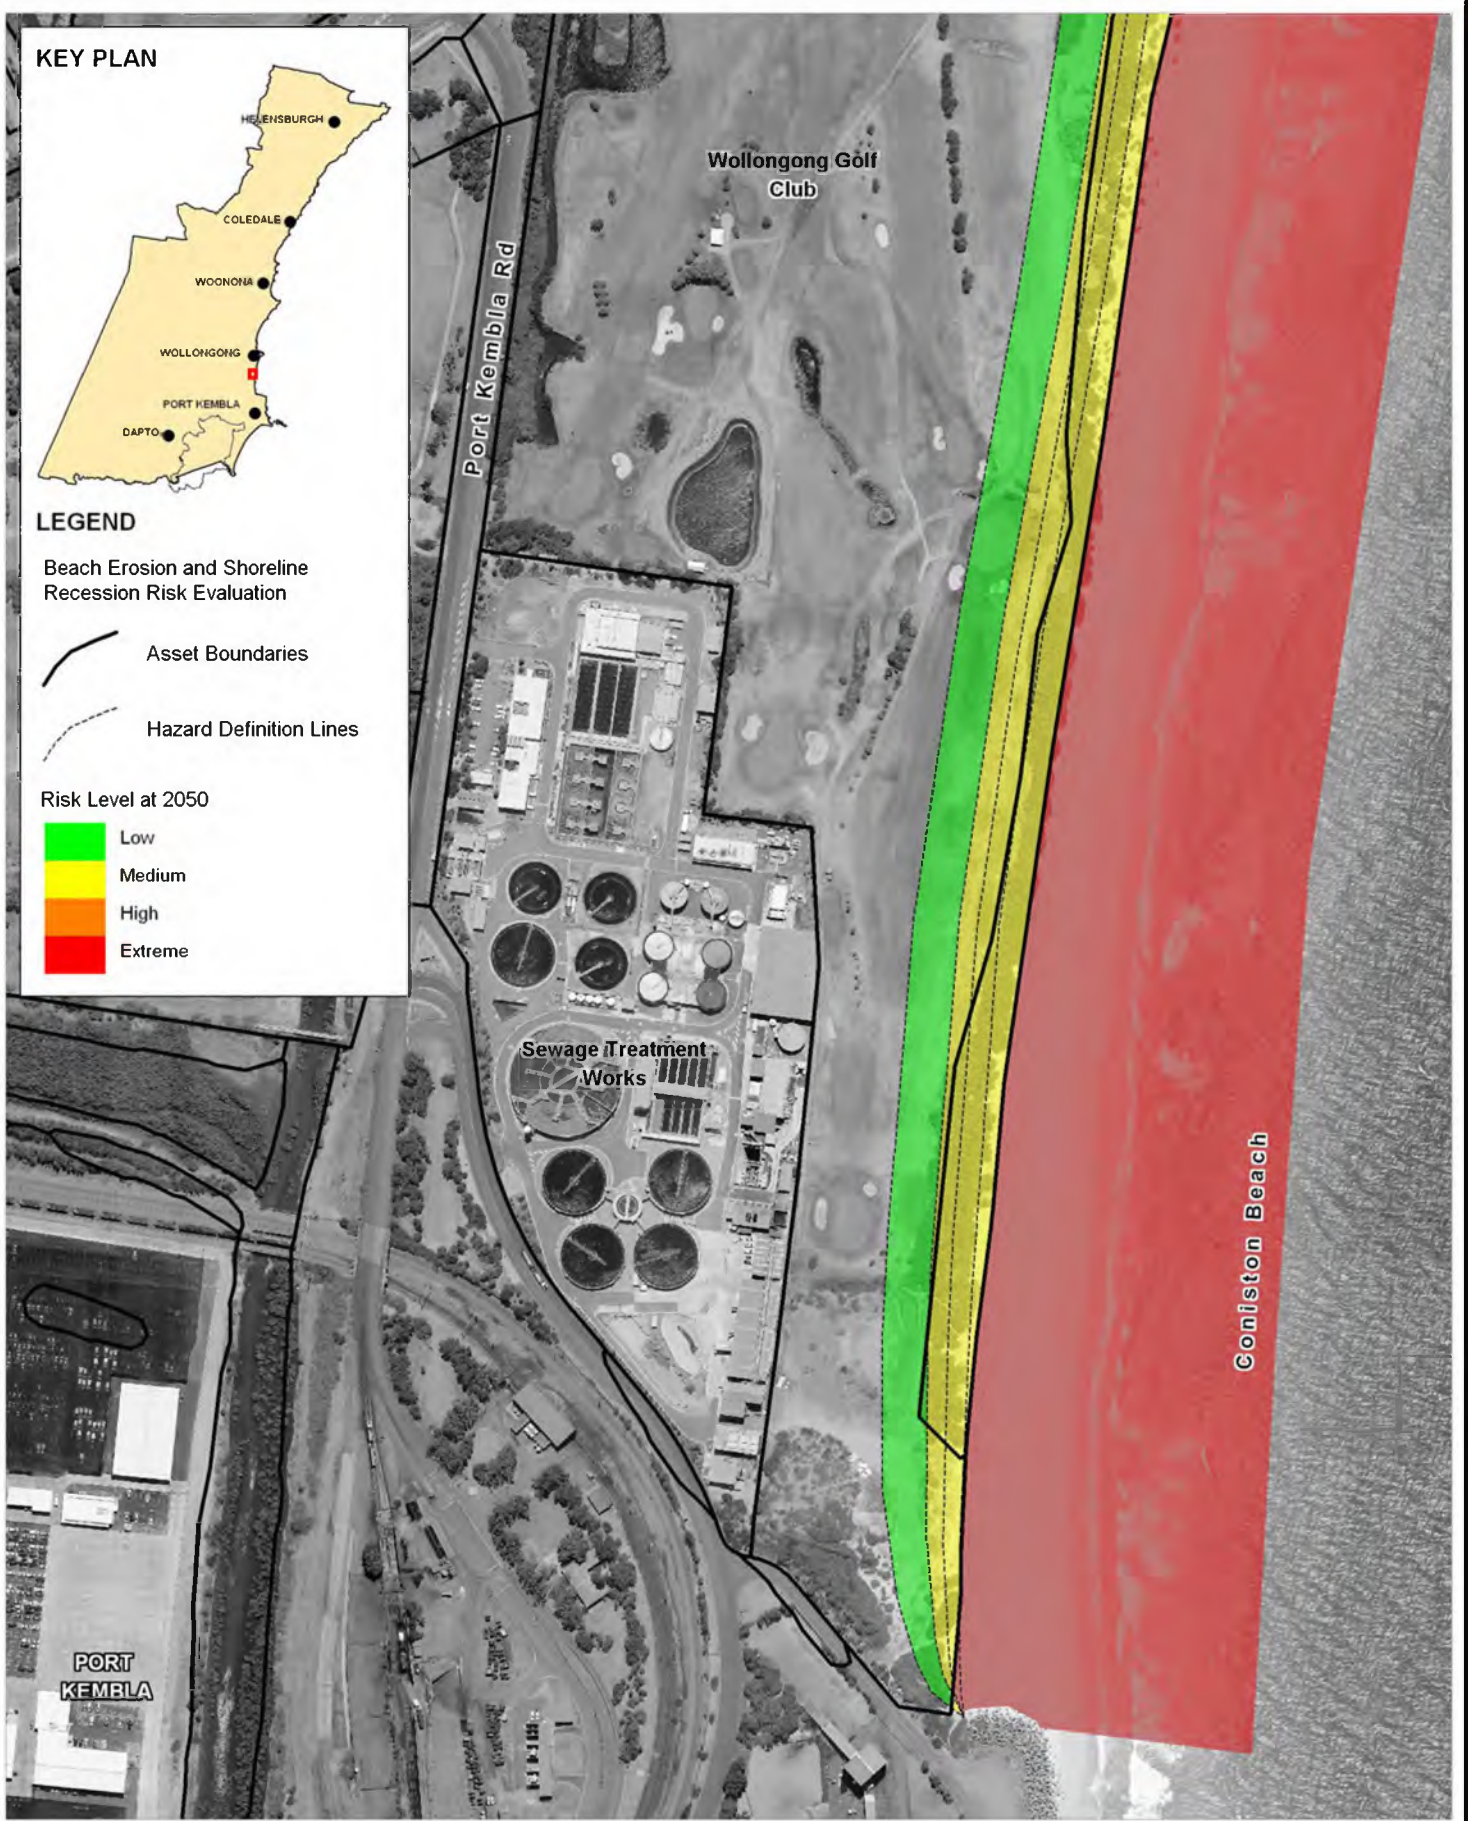 KEY PLAN
HELENSBURGH
COLEDALE
WOONONA
WOLLONGONG
PORT KEMBLA
DAPTO
LEGEND
Beach Erosion and Shoreline
Recession Risk Evaluation
Asset Boundaries
Hazard Definition Lines
Risk Level at 2050
Low
Medium
High
Extreme
Wollongong Golf
Club
Port Kembla Rd
Sewage Treatment
Works
Coniston Beach
PORT
KEMBLA